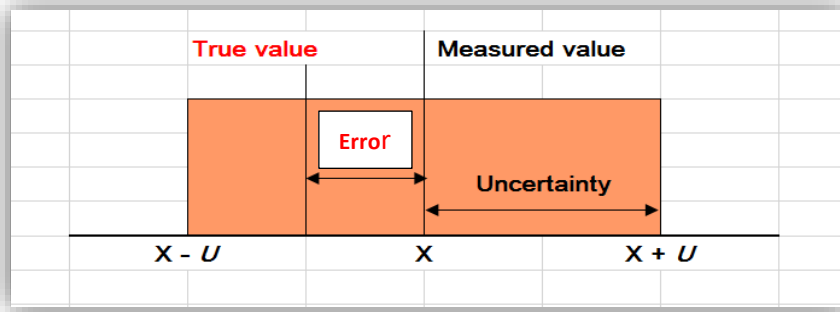 True value
Measured value
Error
Uncertainty
X - U
X
X + U